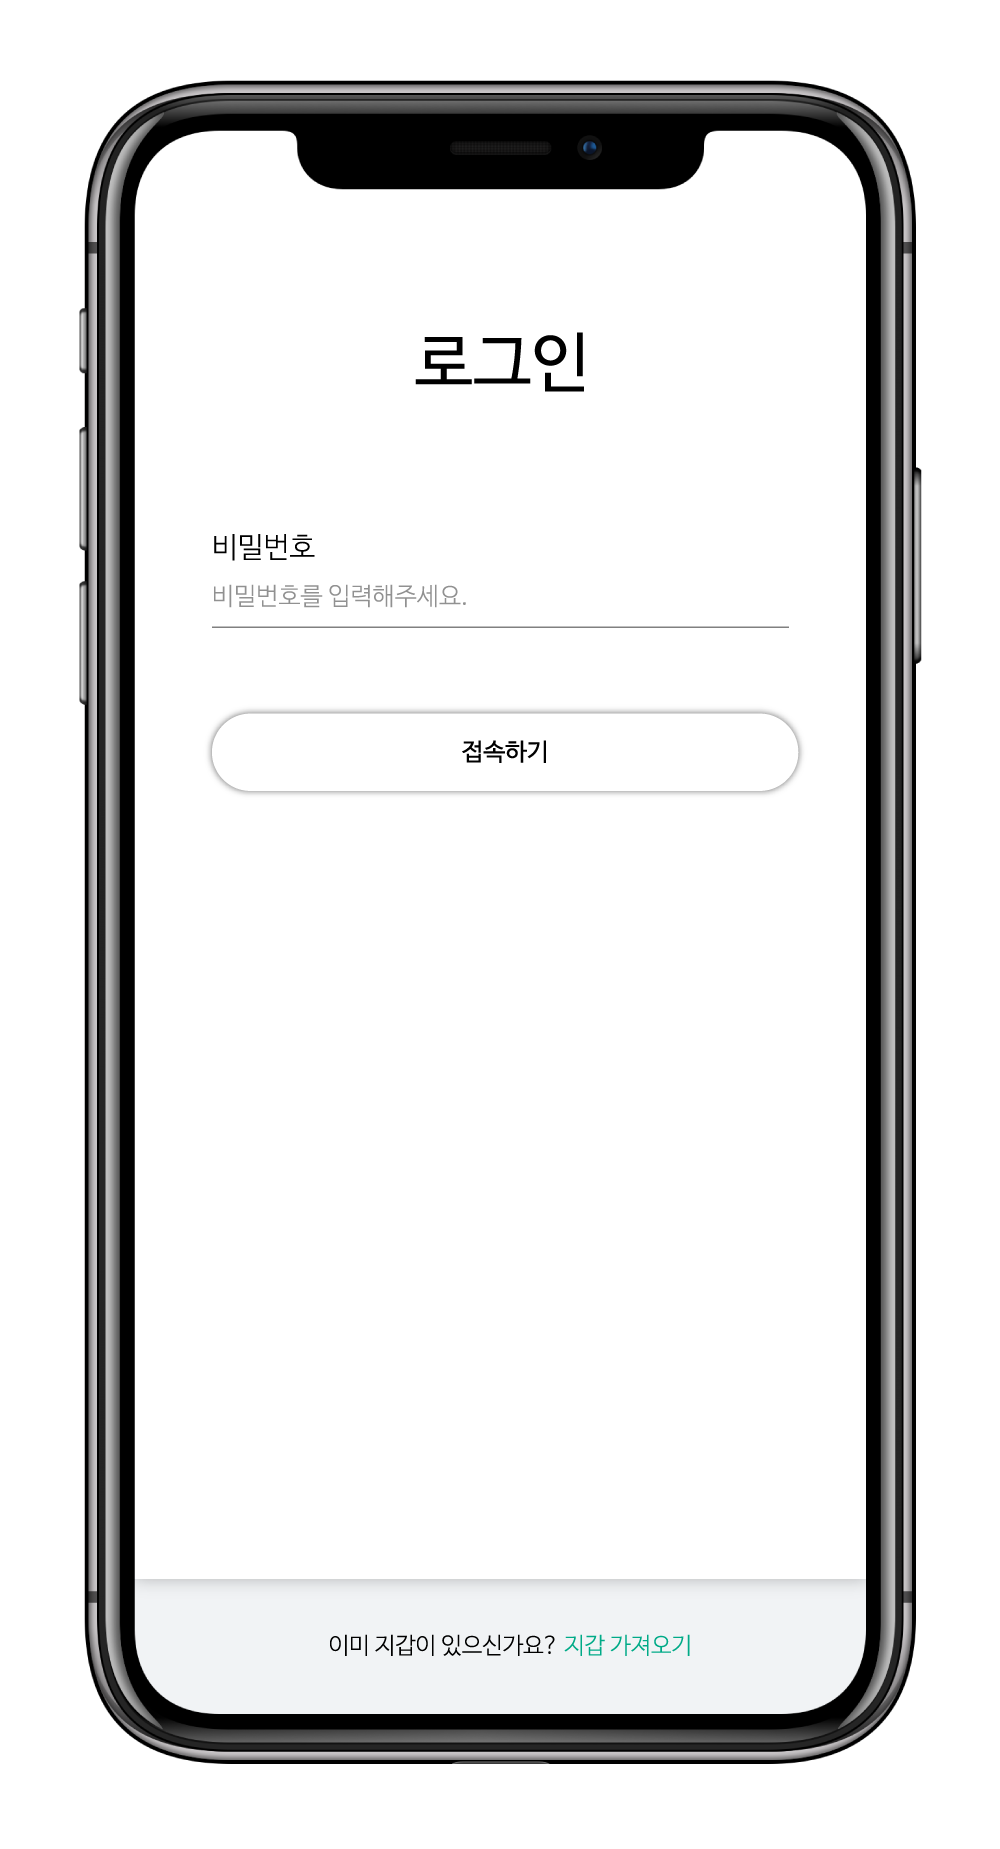 로그인
비밀번호
비밀번호를 입력해주세요.
접속하기
이미 지갑이 있으신가요? 지갑 가져오기